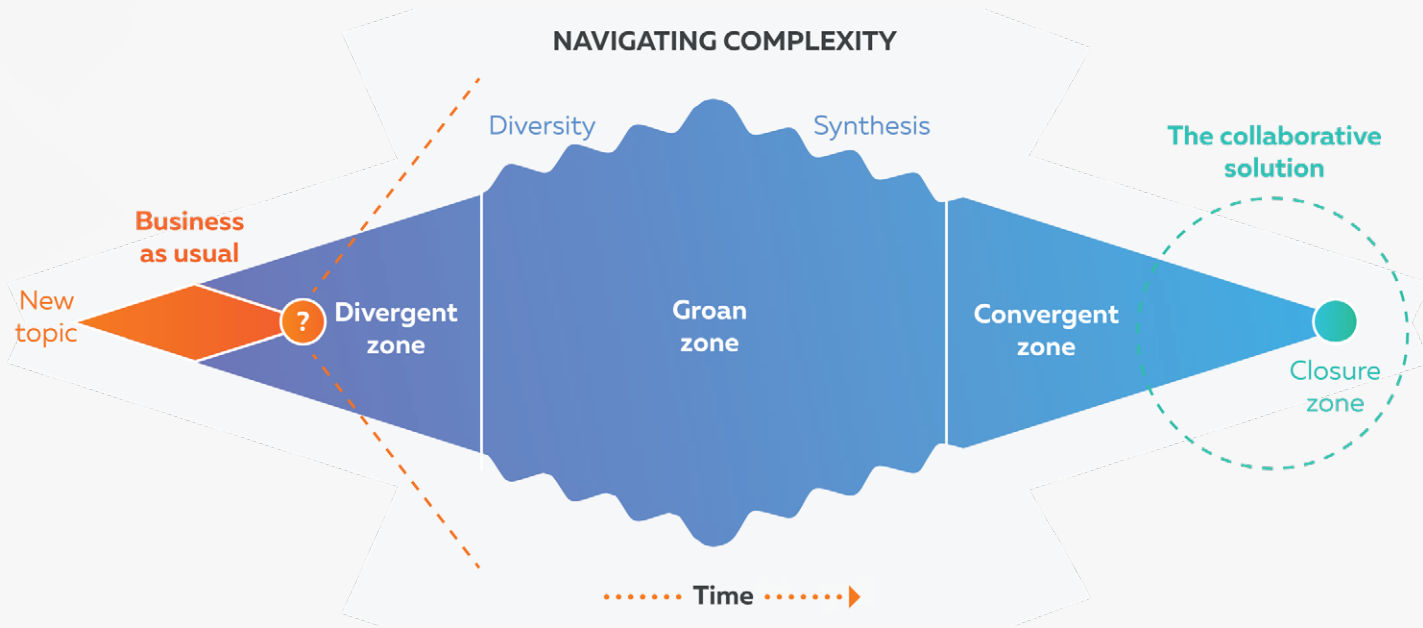 NAVIGATING COMPLEXITY
Diversity
Synthesis
The collaborative
solution
Business
as usual
New
topic
?
Divergent
zone
Groan
zone
Convergent
zone
Closure
zone
Time